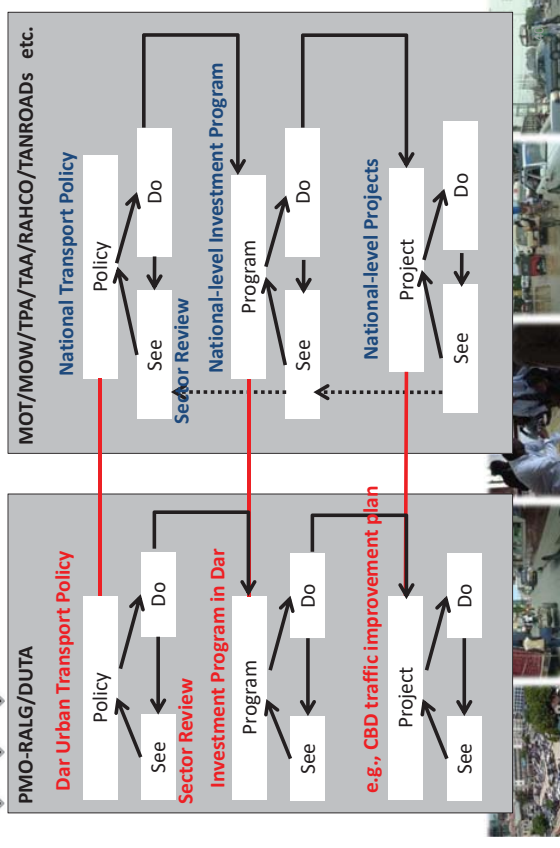 PMO-RALG/DUTA
Dar Urban Transport Policy
Policy
See
Do
Sector Review
Investment Program in Dar
Program
See
Do
e.g., CBD traffic improvement plan
Project
See
Do
MOT/MOW/TPA/TAA/RAHCO/TANROADs etc.
National Transport Policy
Policy
See
Do
Sector Review
National-level Investment Program
Program
See
Do
National-level Projects
Project
See
Do